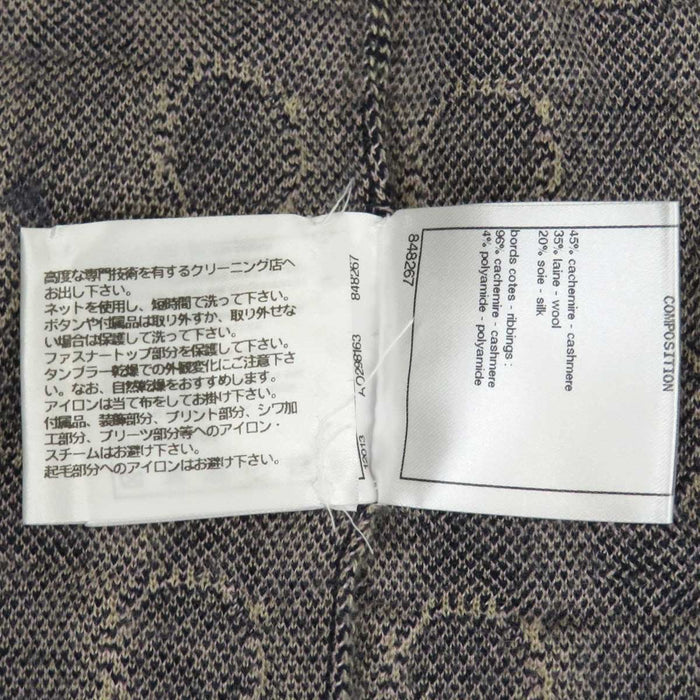 高度な専門技術を有するクリーニング店へ
お出し下さい。
ネットを使用し、短時間で洗って下さい。
ボタンや付属品は取り外すか、取り外せな
い場合は保護して洗って下さい。
ファスナートップ部分を保護して下さい。
タンブラー乾燥での外観変化にご注意下さ
い。なお、自然乾燥をおすすめします。
アイロンは当て布をしてお掛け下さい。
付属品、装飾部分、プリント部分、シワ加
工部分、プリーツ部分等へのアイロン・
スチームはお避け下さい。
起毛部分へのアイロンはお避け下さい。
848267
COMPOSITION
45% cachemire - cashmere
35% laine - wool
20% soie - silk
bords cotes - ribbings :
96% cachemire - cashmere
4% polyamide - polyamide
848267